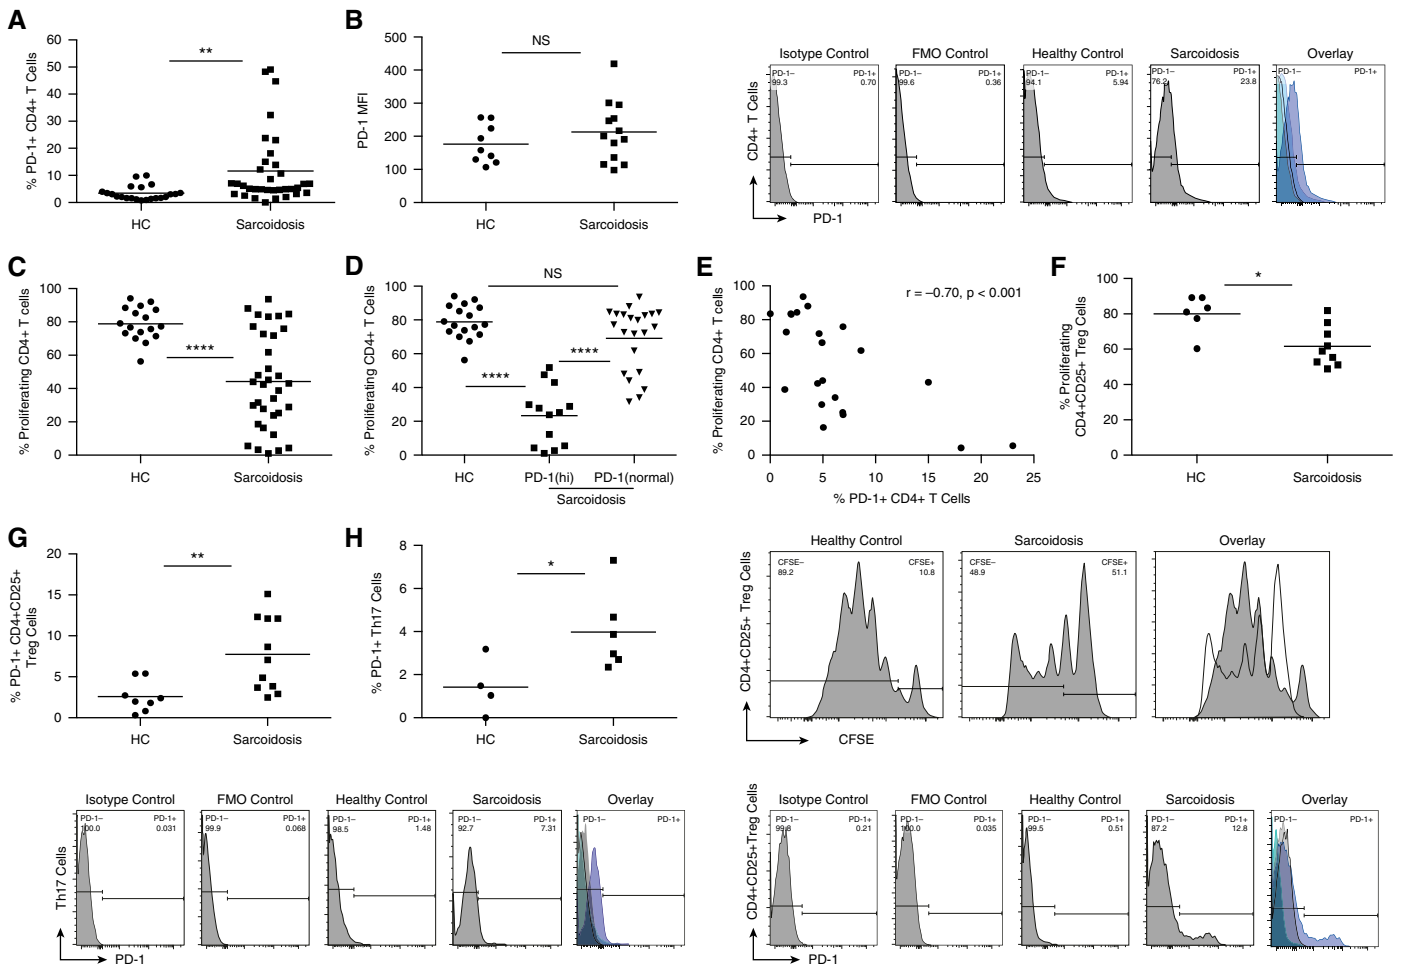 A
% PD-1+ CD4+ T Cells
60
50
40
30
20
10
0
**
HC
Sarcoidosis
B
PD-1 MFI
500
400
300
200
100
0
NS
HC
Sarcoidosis
CD4+ T Cells
PD-1
Isotype Control
PD-1–
PD-1+
99.3
0.70
FMO Control
PD-1–
PD-1+
99.6
0.36
Healthy Control
PD-1–
PD-1+
94.1
5.94
Sarcoidosis
PD-1–
PD-1+
76.2
23.8
Overlay
PD-1–
PD-1+
C
% Proliferating CD4+ T cells
100
80
60
40
20
0
****
HC
Sarcoidosis
D
% Proliferating CD4+ T Cells
100
80
60
40
20
0
NS
****
****
HC
PD-1(hi)
PD-1(normal)
Sarcoidosis
E
% Proliferating CD4+ T cells
100
80
60
40
20
0
r = –0.70, p < 0.001
0
5
10
15
20
25
% PD-1+ CD4+ T Cells
F
% Proliferating
CD4+CD25+ Treg Cells
100
80
60
40
20
0
*
HC
Sarcoidosis
G
% PD-1+ CD4+CD25+
Treg Cells
20
15
10
5
0
**
HC
Sarcoidosis
H
% PD-1+ Th17 Cells
8
6
4
2
0
*
HC
Sarcoidosis
CD4+CD25+ Treg Cells
CFSE
Healthy Control
CFSE–
CFSE+
89.2
10.8
Sarcoidosis
CFSE–
CFSE+
48.9
51.1
Overlay
Th17 Cells
PD-1
Isotype Control
PD-1–
PD-1+
100.0
0.031
FMO Control
PD-1–
PD-1+
99.9
0.068
Healthy Control
PD-1–
PD-1+
98.5
1.48
Sarcoidosis
PD-1–
PD-1+
92.7
7.31
Overlay
PD-1–
PD-1+
CD4+CD25+Treg Cells
PD-1
Isotype Control
PD-1–
PD-1+
99.8
0.21
FMO Control
PD-1–
PD-1+
100.0
0.035
Healthy Control
PD-1–
PD-1+
99.5
0.51
Sarcoidosis
PD-1–
PD-1+
87.2
12.8
Overlay
PD-1–
PD-1+